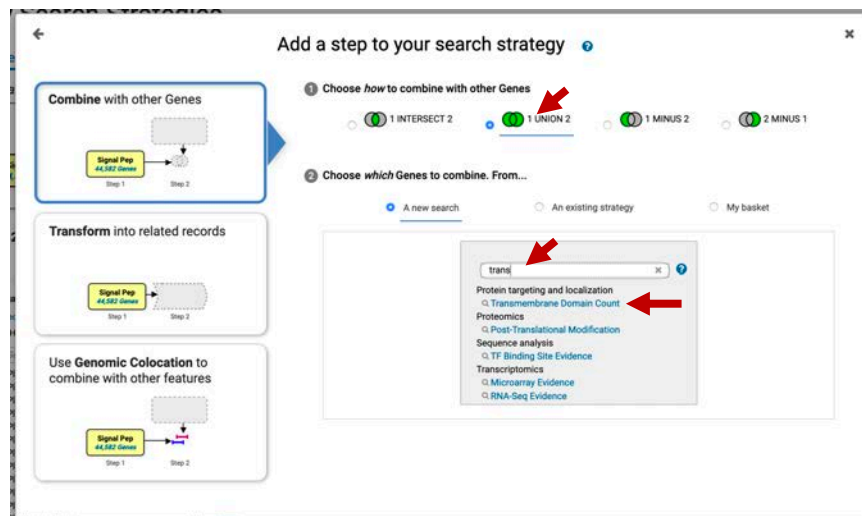 Search Strategies
Add a step to your search strategy
Combine with other Genes
Signal Pep
44,582 Genes
Step 1 Step 2
Transform into related records
Signal Pep
44,582 Genes
Step 1 Step 2
Use Genomic Colocation to
combine with other features
Signal Pep
44,582 Genes
Step 1 Step 2
1 Choose how to combine with other Genes
1 INTERSECT 2 1 UNION 2 1 MINUS 2 2 MINUS 1
2 Choose which Genes to combine. From...
A new search An existing strategy My basket
trans
Protein targeting and localization
Transmembrane Domain Count
Proteomics
Post-Translational Modification
Sequence analysis
TF Binding Site Evidence
Transcriptomics
Microarray Evidence
RNA-Seq Evidence